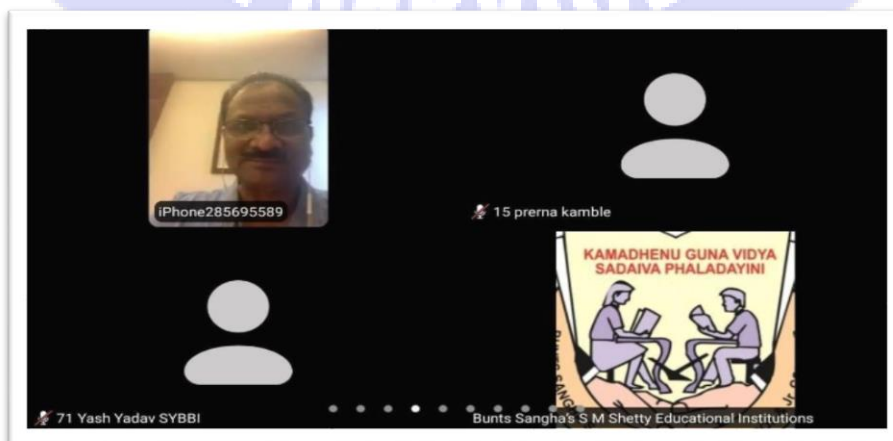 iPhone285695589
15 prerna kamble
KAMADHENU GUNA VIDYA
SADAIVA PHALADAYINI
71 Yash Yadav SYBBI
Bunts Sangha's S M Shetty Educational Institutions